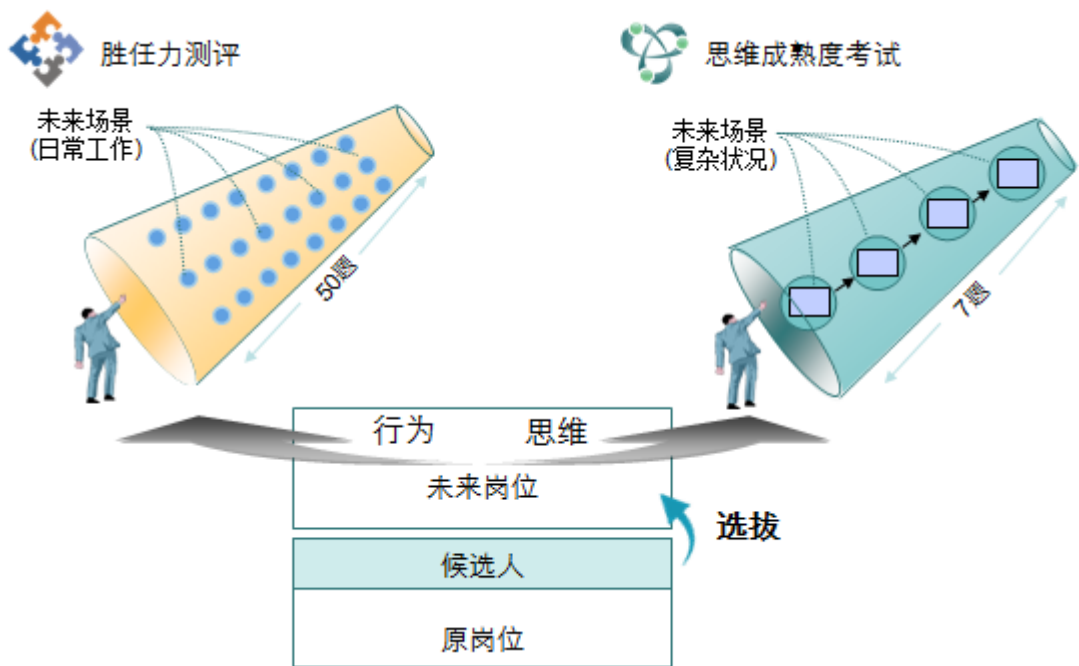 胜任力测评
思维成熟度考试
未来场景
(日常工作)
50题
未来场景
(复杂状况)
7题
行为
思维
未来岗位
选拔
候选人
原岗位